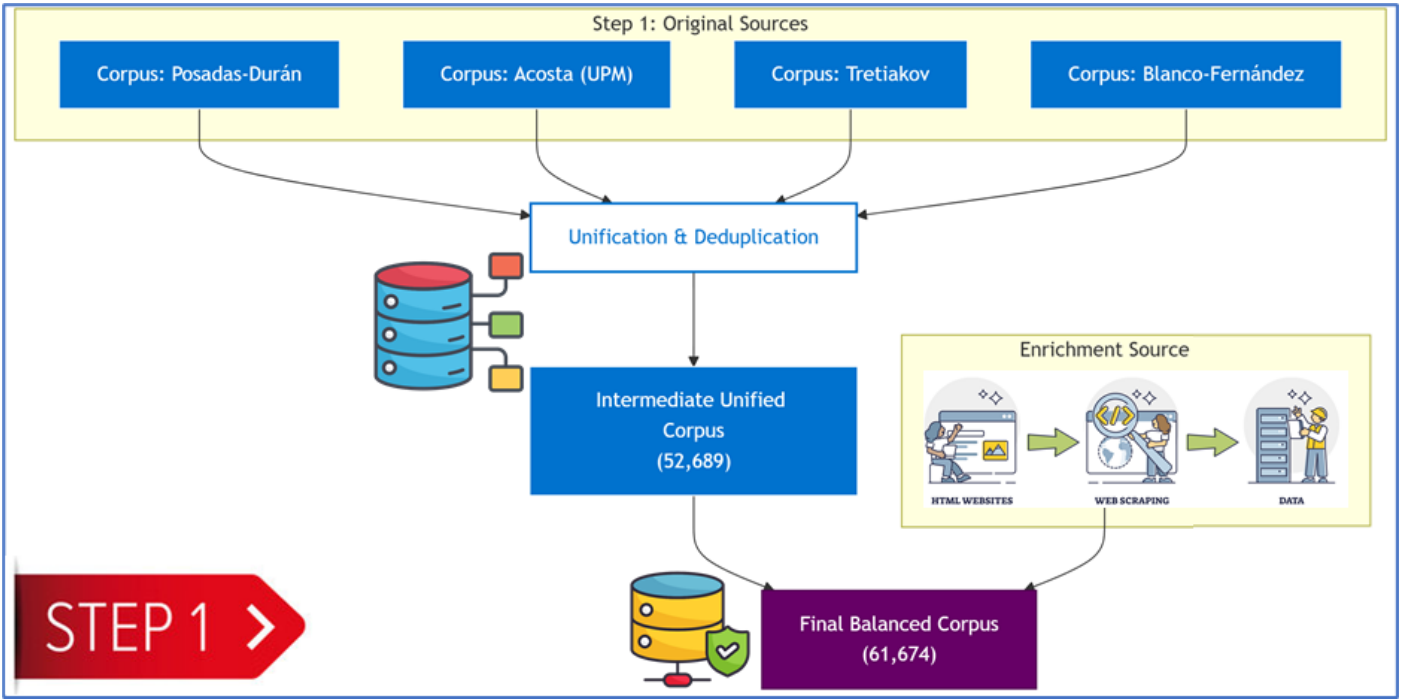 Step 1: Original Sources
Corpus: Posadas-Durán
Corpus: Acosta (UPM)
Corpus: Tretiakov
Corpus: Blanco-Fernández
Unification & Deduplication
Intermediate Unified
Corpus
(52,689)
Enrichment Source
</>
HTML WEBSITES
WEB SCRAPING
DATA
STEP 1
Final Balanced Corpus
(61,674)